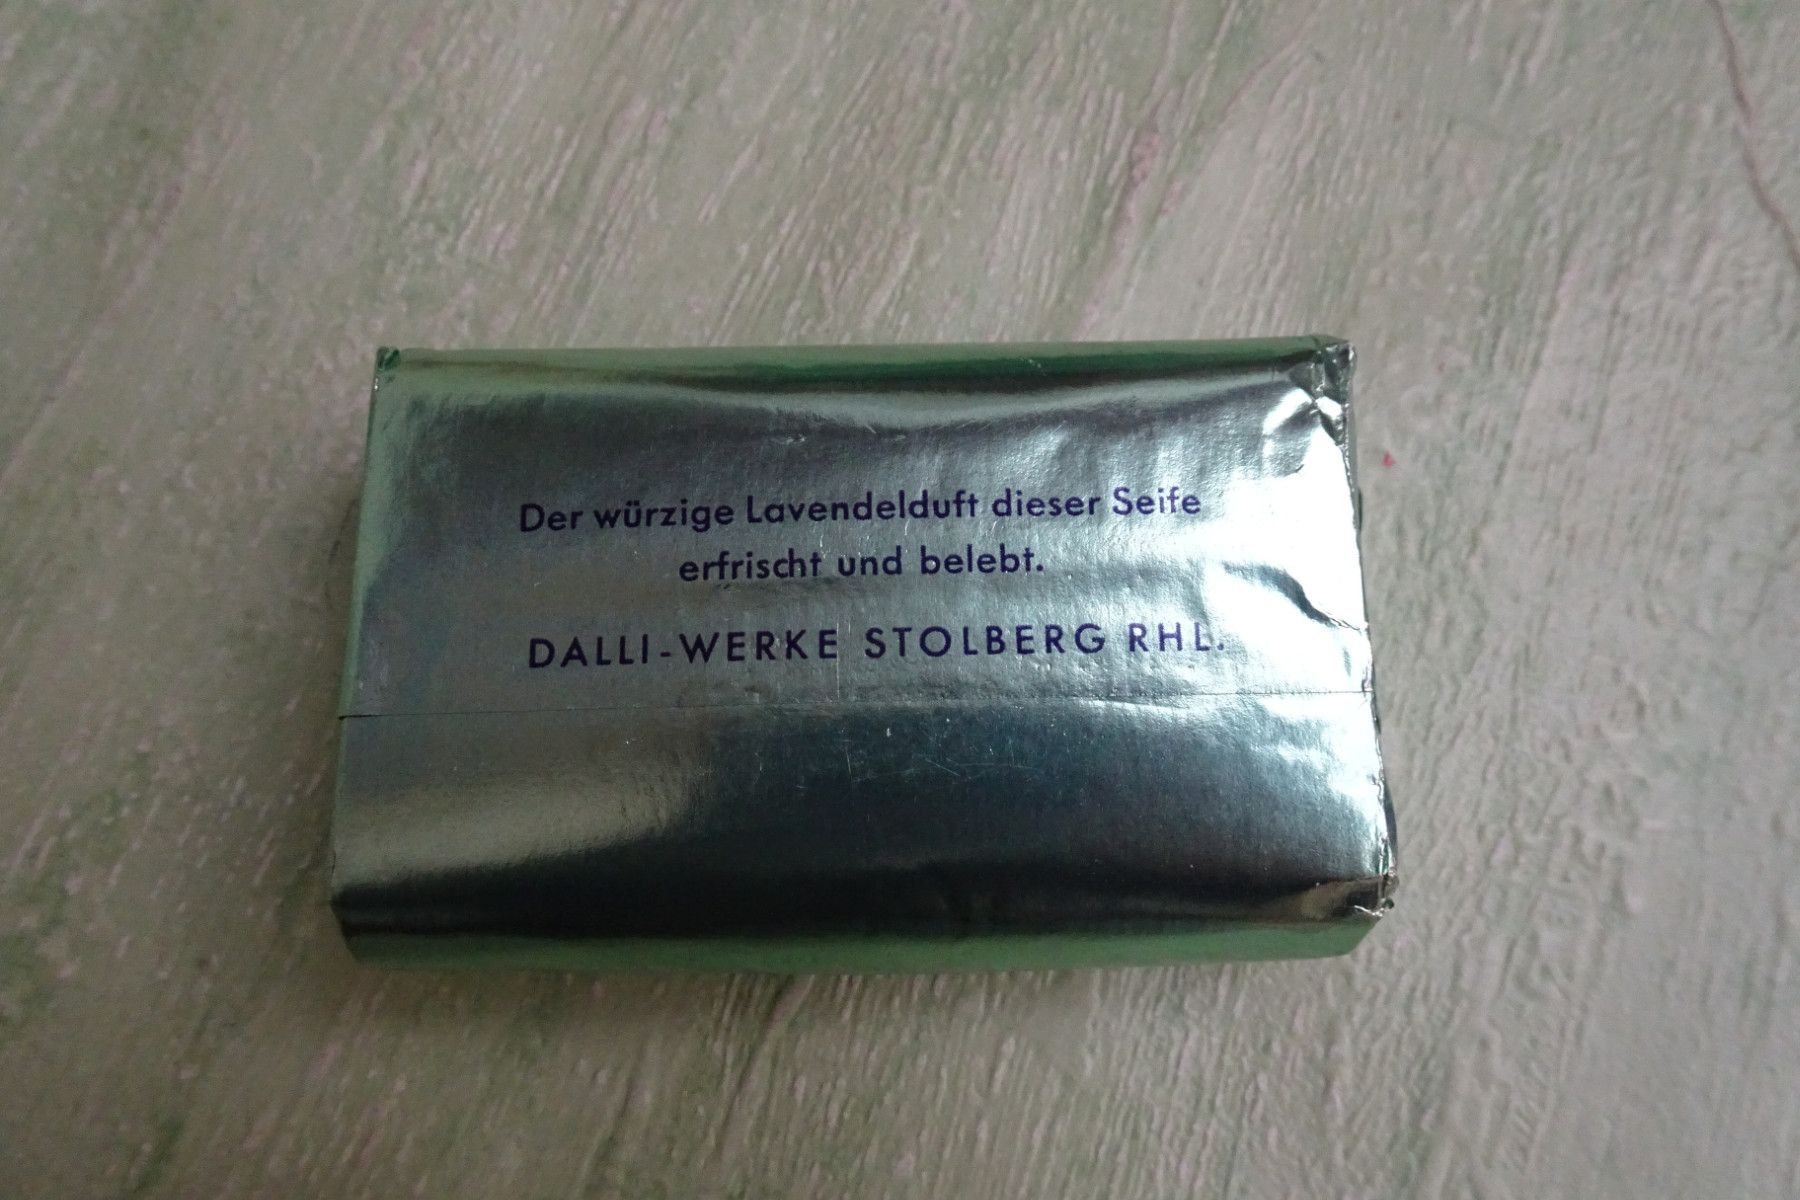 Der würzige Lavendelduft dieser Seife
erfrischt und belebt.
DALLI-WERKE STOLBERG RHL.